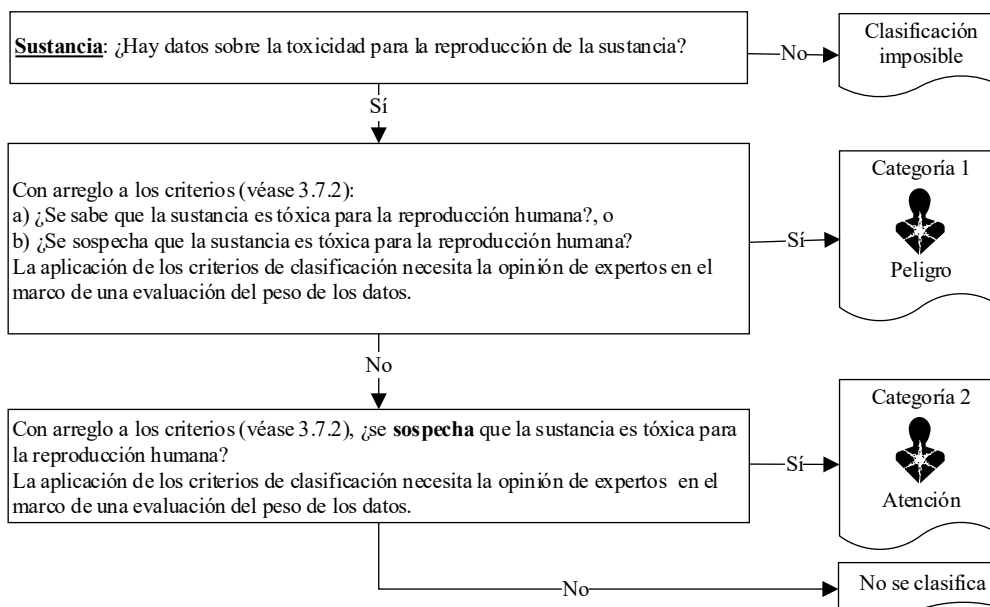 Sustancia: ¿Hay datos sobre la toxicidad para la reproducción de la sustancia?
No
Clasificación
imposible
Sí
Con arreglo a los criterios (véase 3.7.2):
a) ¿Se sabe que la sustancia es tóxica para la reproducción humana?, o
b) ¿Se sospecha que la sustancia es tóxica para la reproducción humana?
La aplicación de los criterios de clasificación necesita la opinión de expertos en el
marco de una evaluación del peso de los datos.
Sí
Categoría 1
Peligro
No
Con arreglo a los criterios (véase 3.7.2), ¿se sospecha que la sustancia es tóxica para
la reproducción humana?
La aplicación de los criterios de clasificación necesita la opinión de expertos en el
marco de una evaluación del peso de los datos.
Sí
Categoría 2
Atención
No
No se clasifica